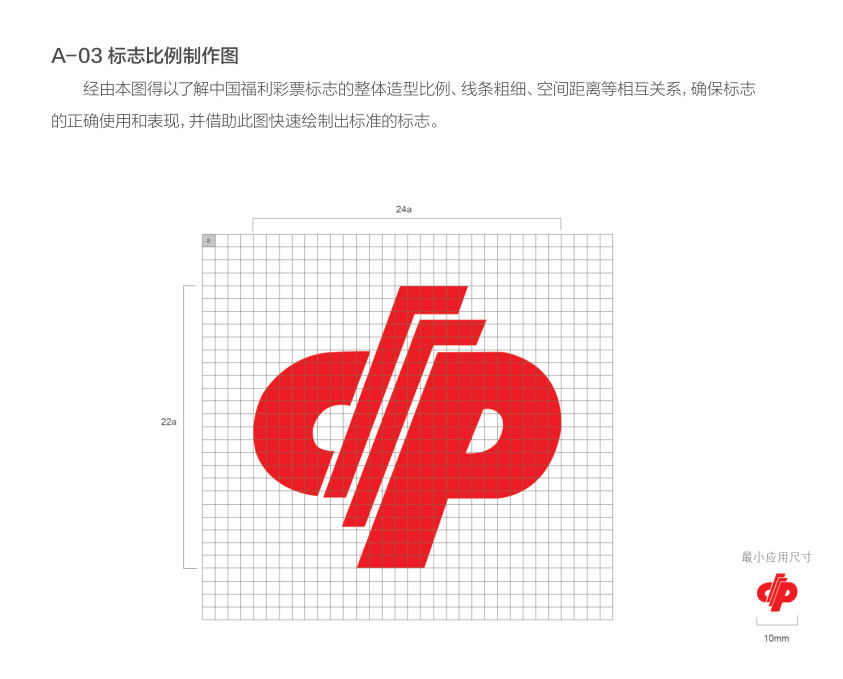 A-03 标志比例制作图
经由本图得以了解中国福利彩票标志的整体造型比例、线条粗细、空间距离等相互关系,确保标志
的正确使用和表现,并借助此图快速绘制出标准的标志。
24a
a
22a
最小应用尺寸
10mm